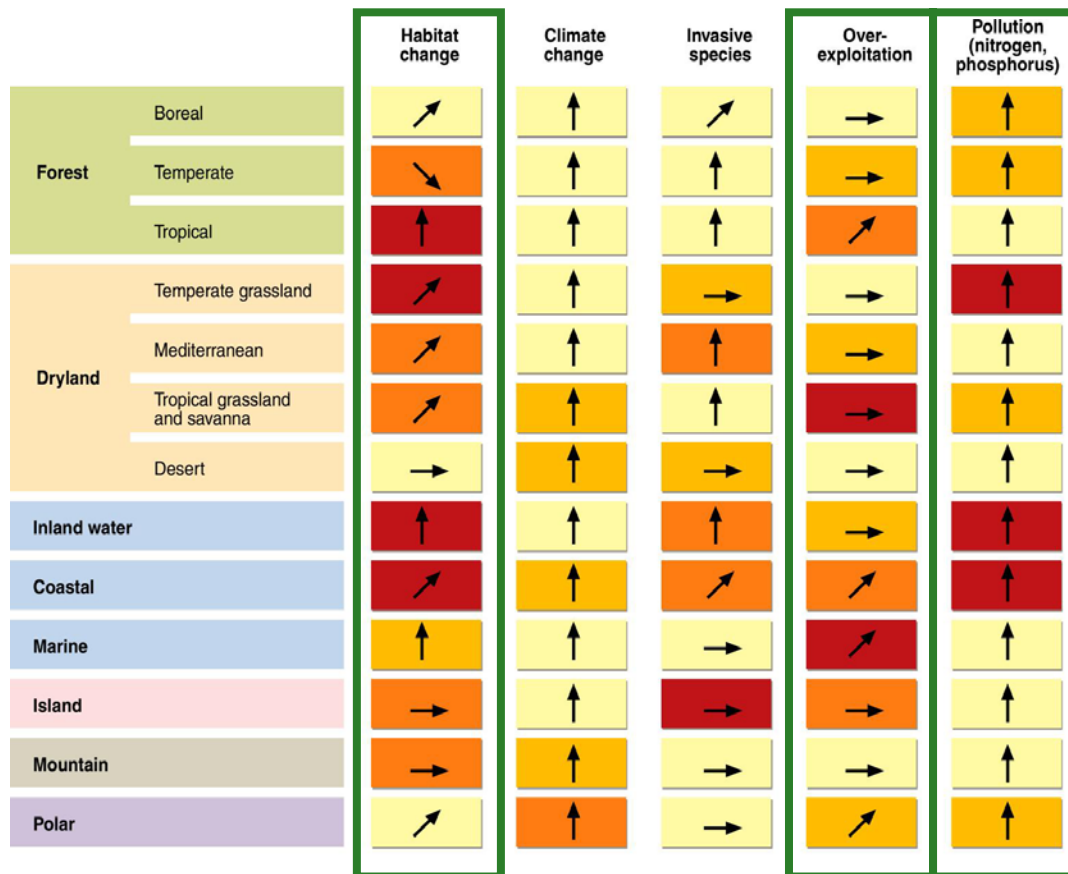 Habitat
change
Climate
change
Invasive
species
Over-
exploitation
Pollution
(nitrogen,
phosphorus)
Forest
Boreal
Temperate
Tropical
Dryland
Temperate grassland
Mediterranean
Tropical grassland
and savanna
Desert
Inland water
Coastal
Marine
Island
Mountain
Polar